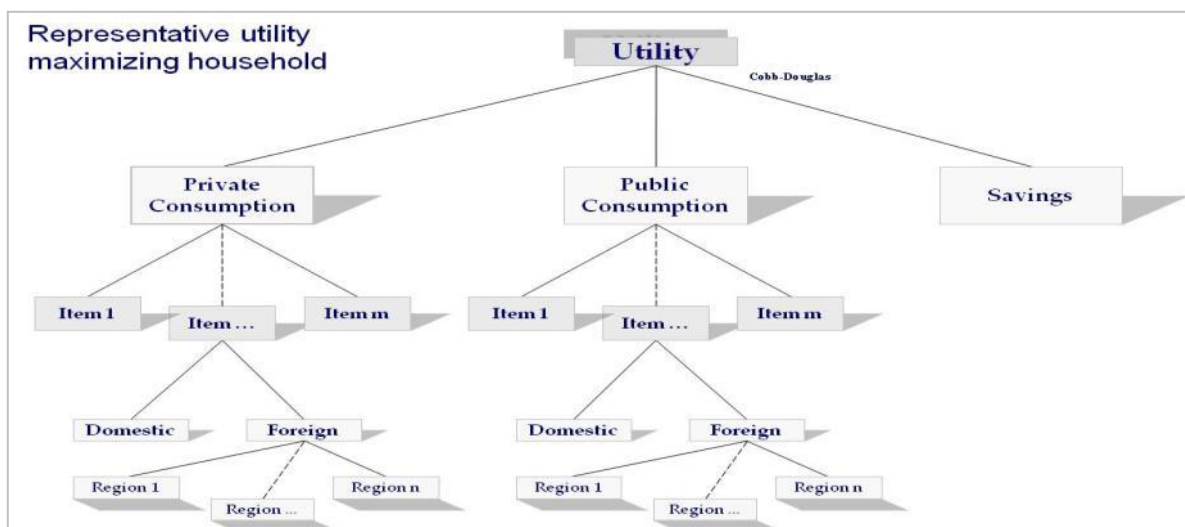 Representative utility
maximizing household
Utility
Cobb-Douglas
Private
Consumption
Public
Consumption
Savings
Item 1
Item ...
Item m
Item 1
Item ...
Item m
Domestic
Foreign
Domestic
Foreign
Region 1
Region ...
Region n
Region 1
Region ...
Region n